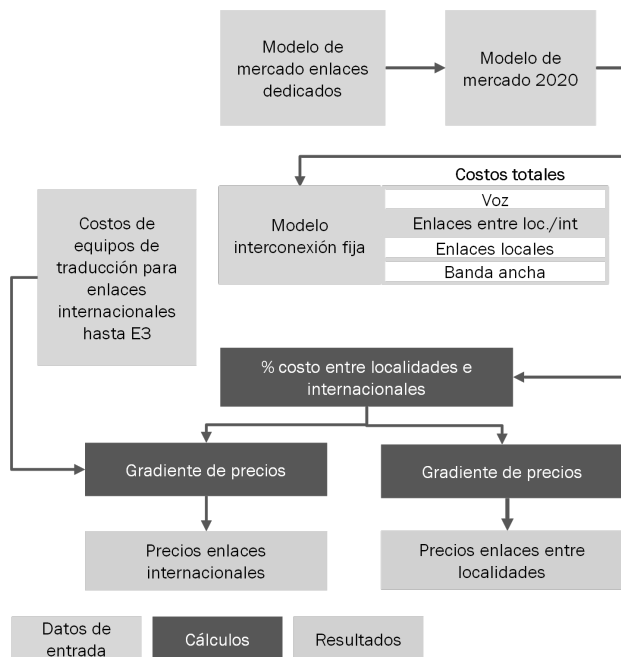 Modelo de
mercado enlaces
dedicados
Modelo de
mercado 2020
Costos totales
Costos de
equipos de
traducción para
enlaces
internacionales
hasta E3
Modelo
interconexión fija
Voz
Enlaces entre loc./int
Enlaces locales
Banda ancha
% costo entre localidades e
internacionales
Gradiente de precios
Gradiente de precios
Precios enlaces
internacionales
Precios enlaces entre
localidades
Datos de
entrada
Cálculos
Resultados